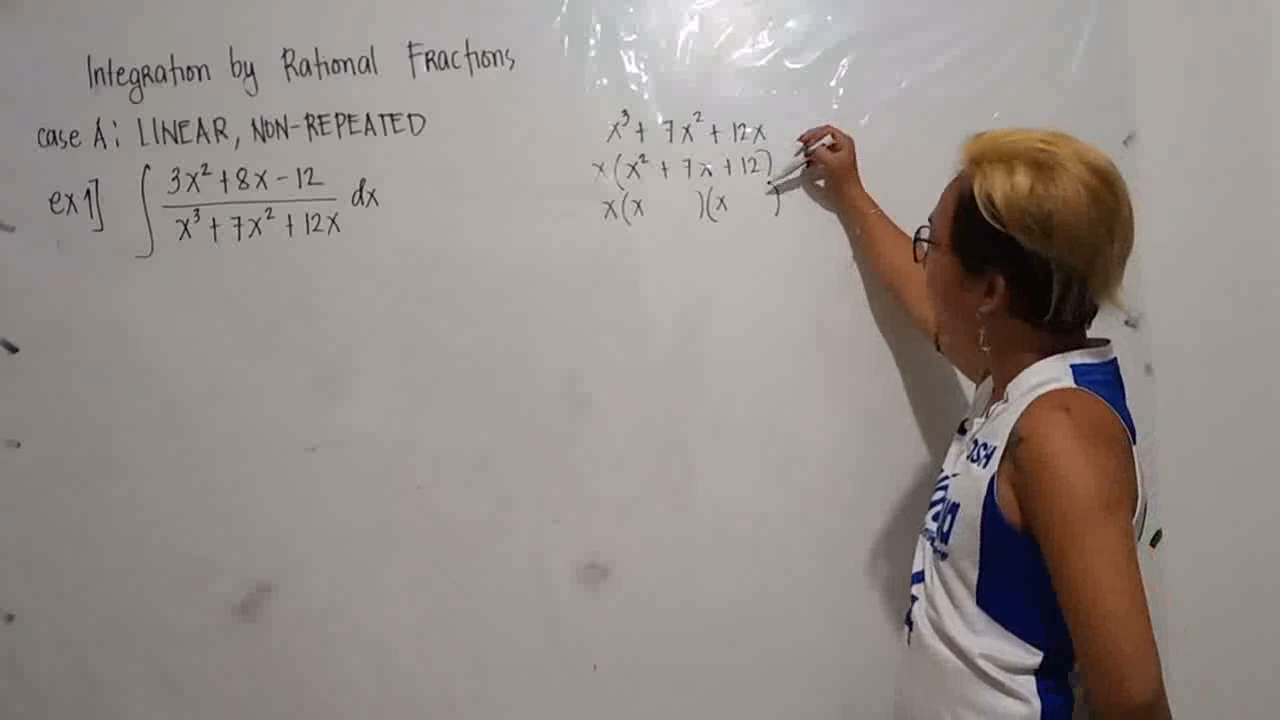 Integration by Rational Fractions
case A: LINEAR, NON-REPEATED
ex 1] ∫ (3x² + 8x - 12)/(x³ + 7x² + 12x) dx
x³ + 7x² + 12x
x(x² + 7x + 12)
x(x )(x )